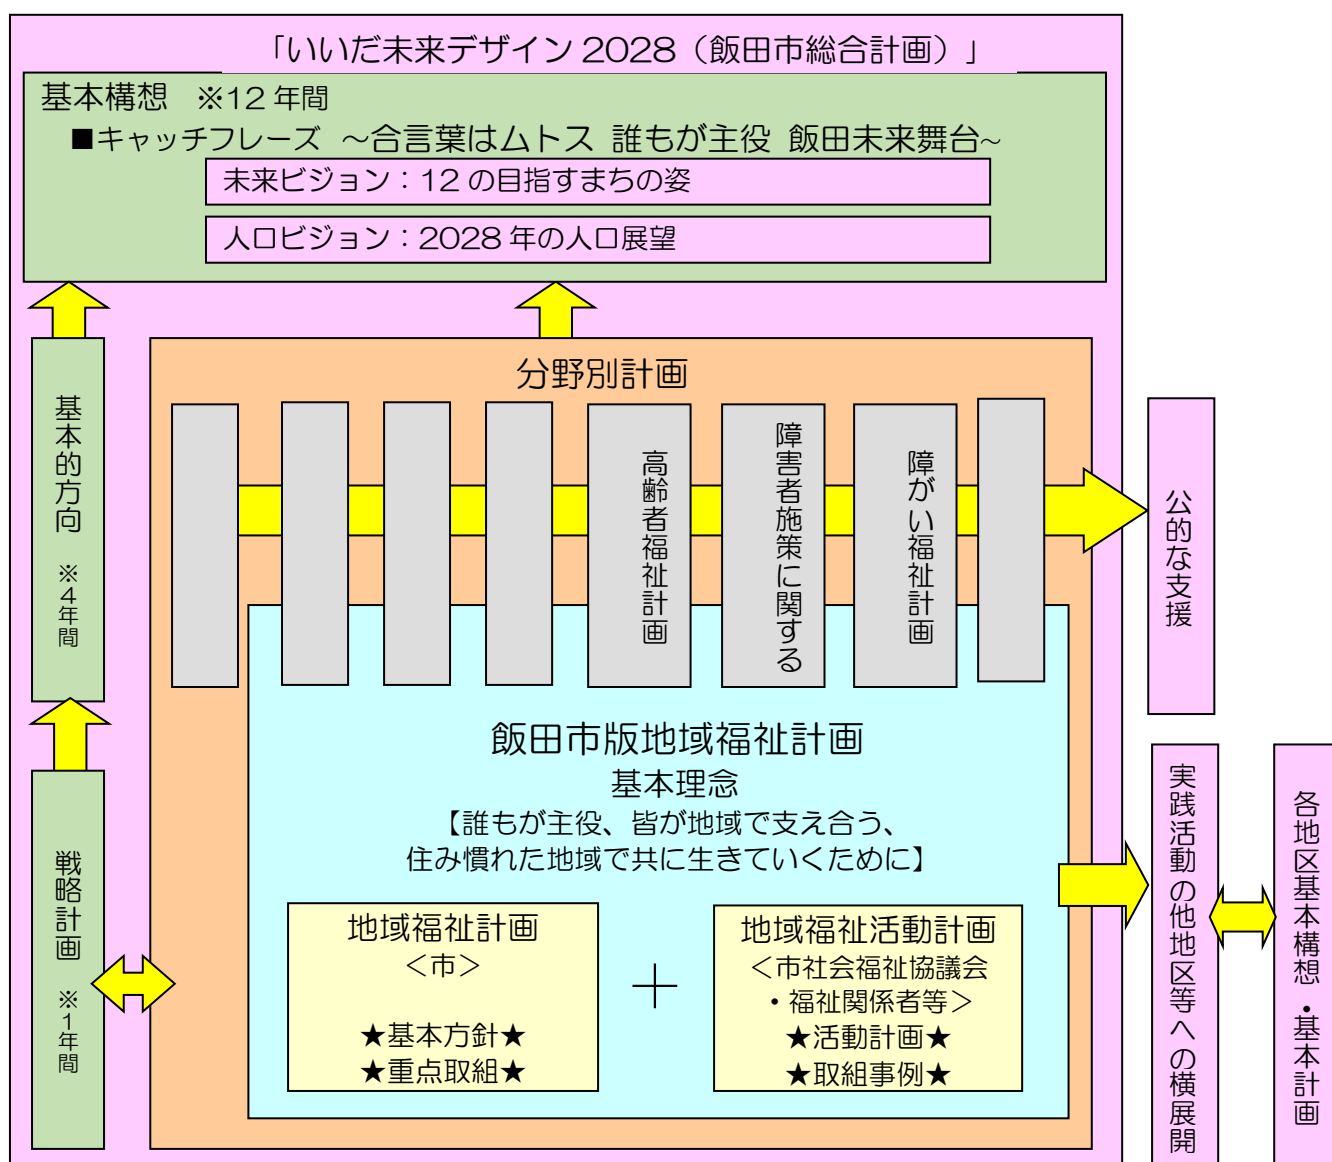 「いいだ未来デザイン 2028（飯田市総合計画）」
基本構想　※12 年間
■キャッチフレーズ　～合言葉はムトス 誰もが主役 飯田未来舞台～
未来ビジョン：12 の目指すまちの姿
人口ビジョン：2028 年の人口展望
基本的方向　※4年間
戦略計画　※1年間
分野別計画
高齢者福祉計画
障害者施策に関する
障がい福祉計画
公的な支援
飯田市版地域福祉計画
基本理念
【誰もが主役、皆が地域で支え合う、
住み慣れた地域で共に生きていくために】
地域福祉計画
＜市＞
★基本方針★
★重点取組★
＋
地域福祉活動計画
＜市社会福祉協議会
・福祉関係者等＞
★活動計画★
★取組事例★
実践活動の他地区等への横展開
各地区基本構想・基本計画